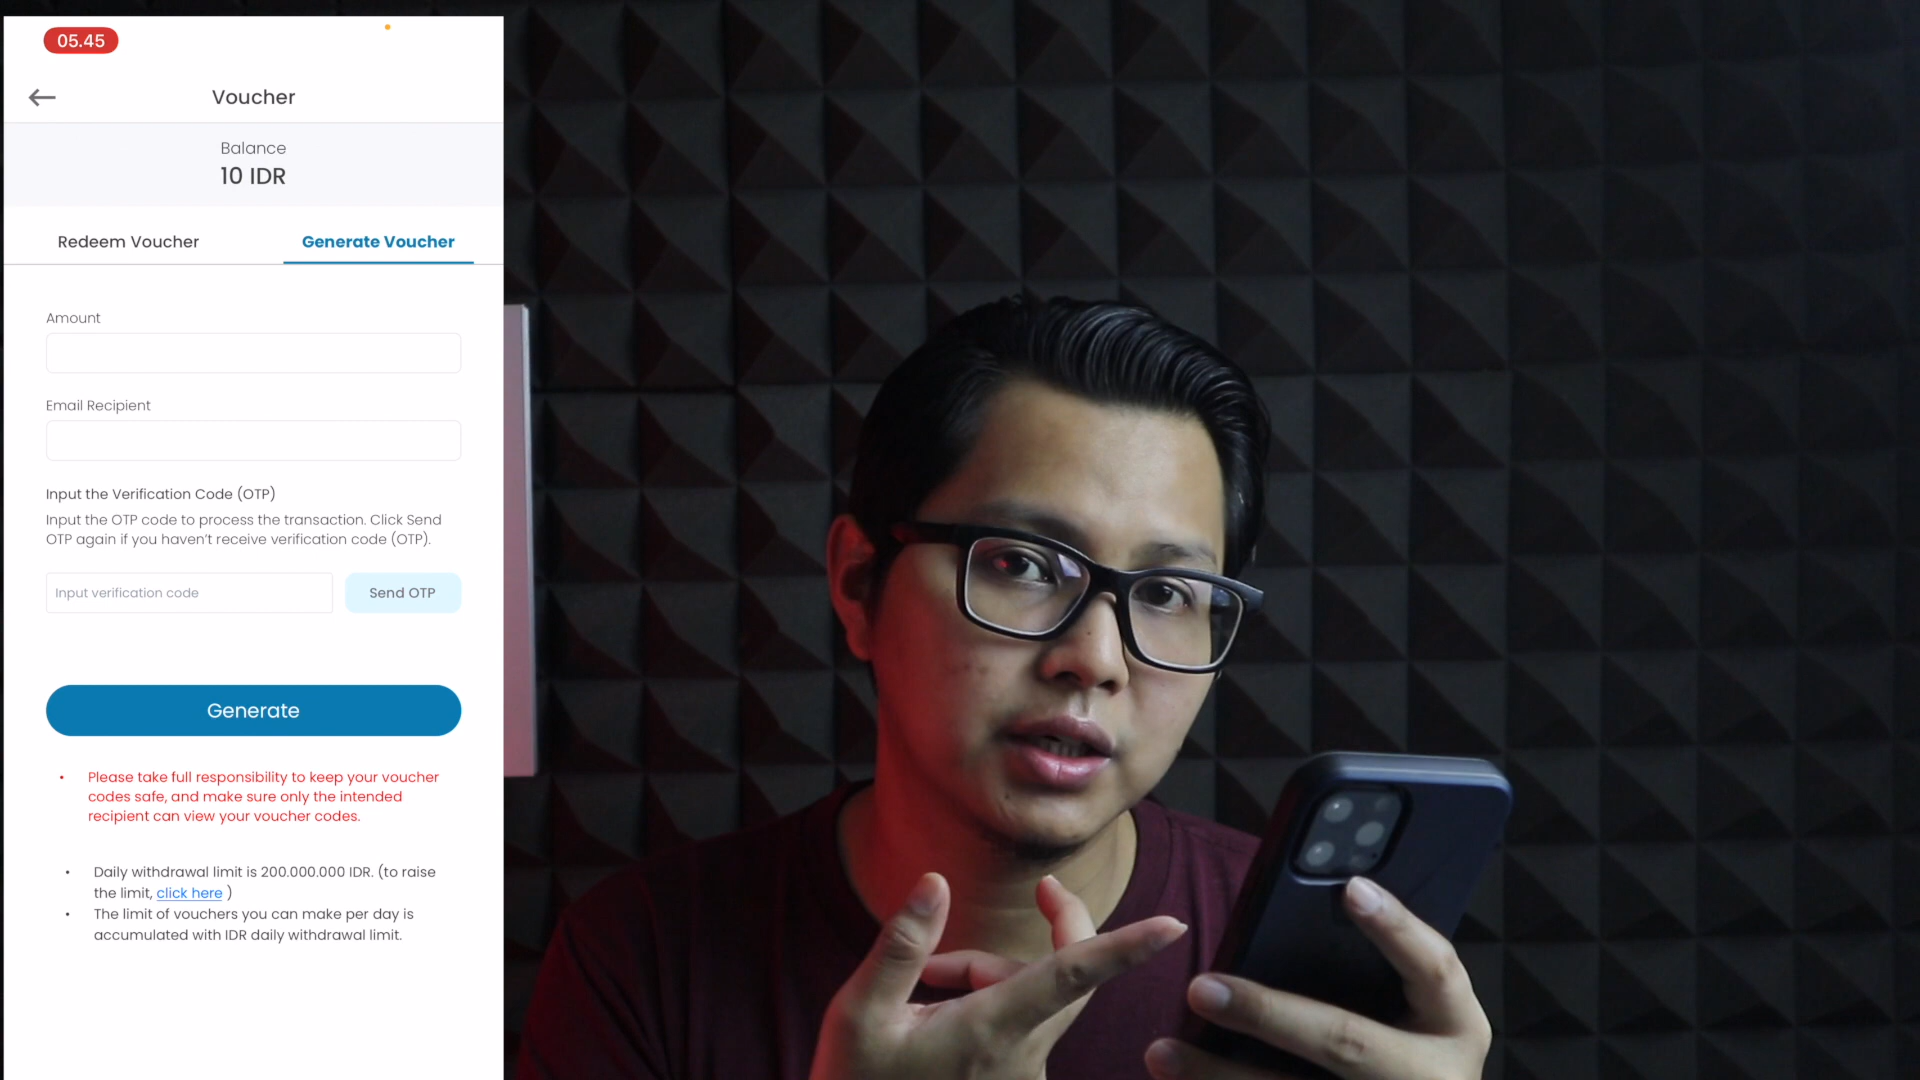 05.45
Voucher
Balance
10 IDR
Redeem Voucher
Generate Voucher
Amount
Email Recipient
Input the Verification Code (OTP)
Input the OTP code to process the transaction. Click Send
OTP again if you haven't receive verification code (OTP).
Input verification code
Send OTP
Generate
• Please take full responsibility to keep your voucher
codes safe, and make sure only the intended
recipient can view your voucher codes.
• Daily withdrawal limit is 200.000.000 IDR. (to raise
the limit, click here )
• The limit of vouchers you can make per day is
accumulated with IDR daily withdrawal limit.